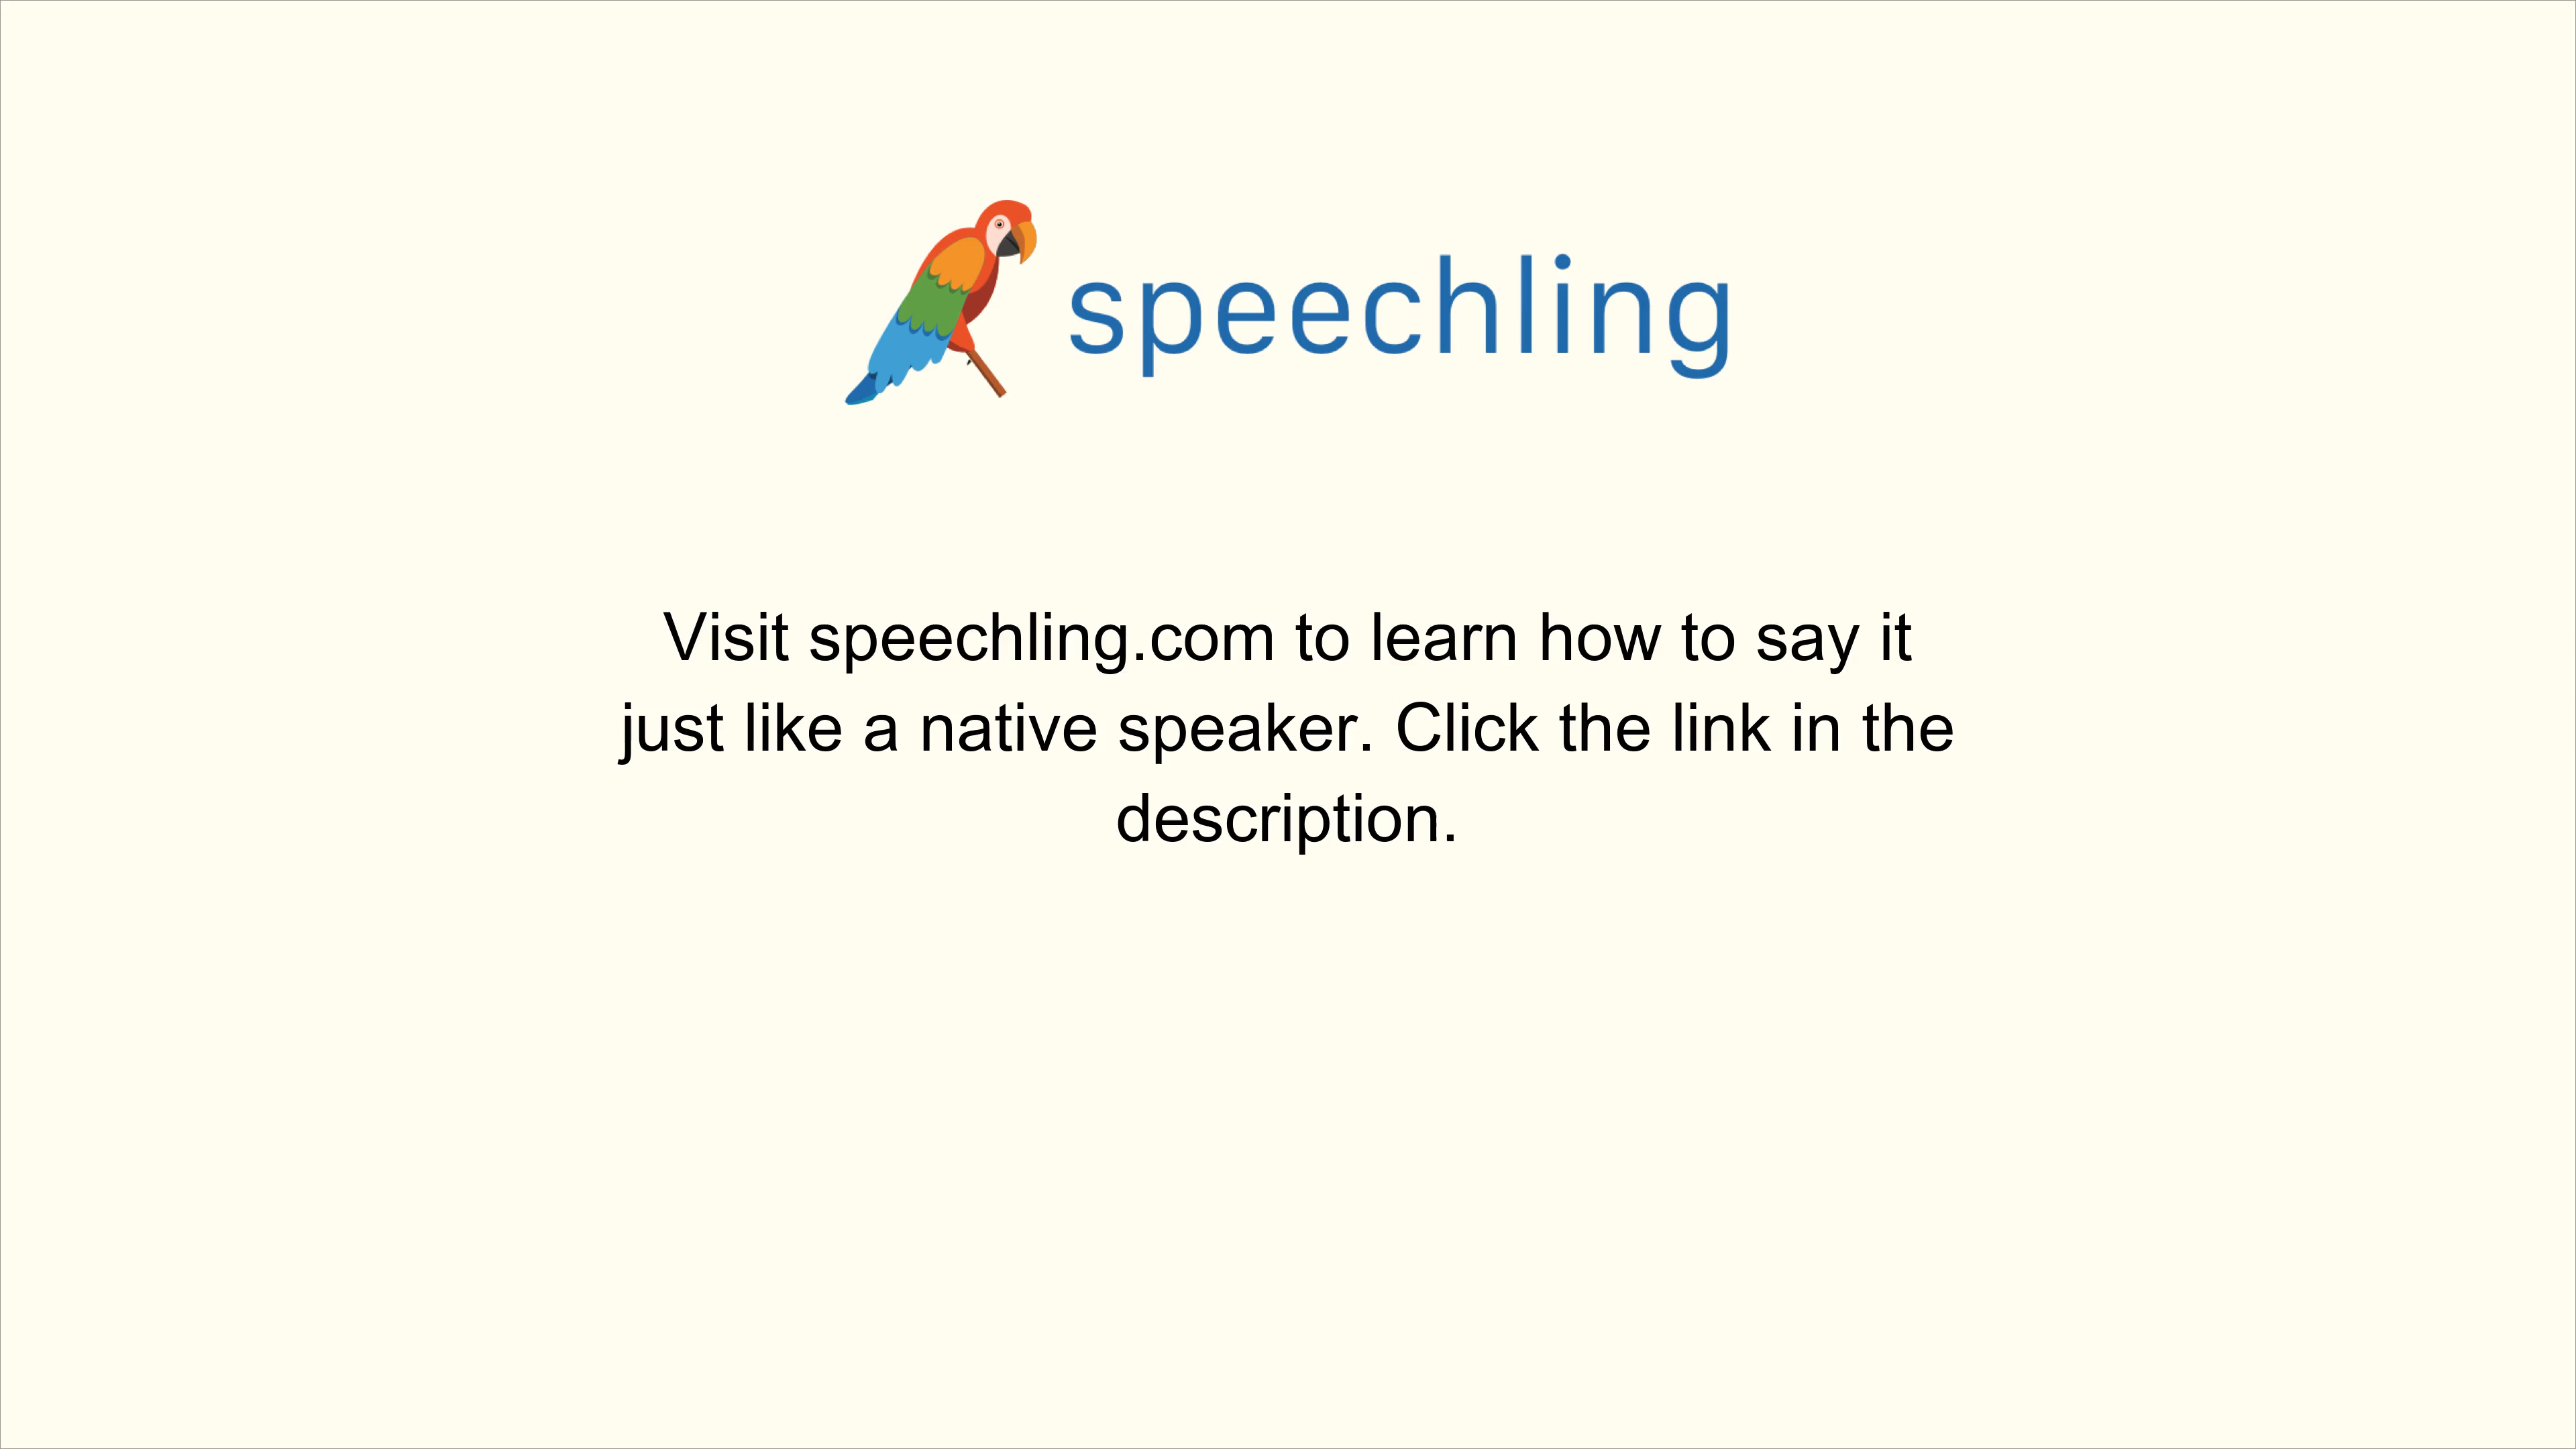 speechling
Visit speechling.com to learn how to say it
just like a native speaker. Click the link in the
description.